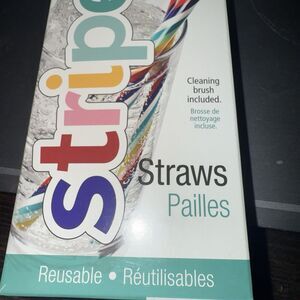 stripe
Cleaning
brush
included.
Brosse de
nettoyage
incluse.
Straws
Pailles
Reusable • Réutilisables